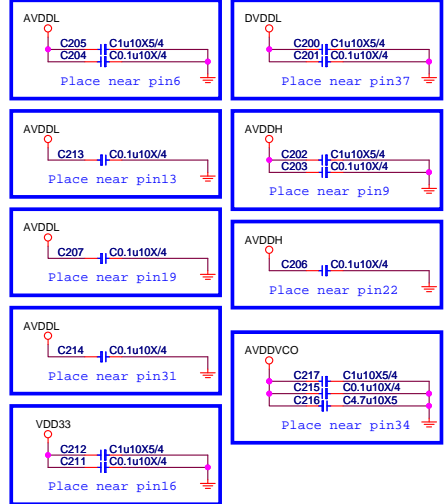 AVDDL
C205 C1u10X5/4
C204 C0.1u10X/4
Place near pin6
AVDDL
C213 C0.1u10X/4
Place near pin13
AVDDL
C207 C0.1u10X/4
Place near pin19
AVDDL
C214 C0.1u10X/4
Place near pin31
VDD33
C212 C1u10X5/4
C211 C0.1u10X/4
Place near pin16
DVDDL
C200 C1u10X5/4
C201 C0.1u10X/4
Place near pin37
AVDDH
C202 C1u10X5/4
C203 C0.1u10X/4
Place near pin9
AVDDH
C206 C0.1u10X/4
Place near pin22
AVDDVCO
C217 C1u10X5/4
C215 C0.1u10X/4
C216 C4.7u10X5
Place near pin34